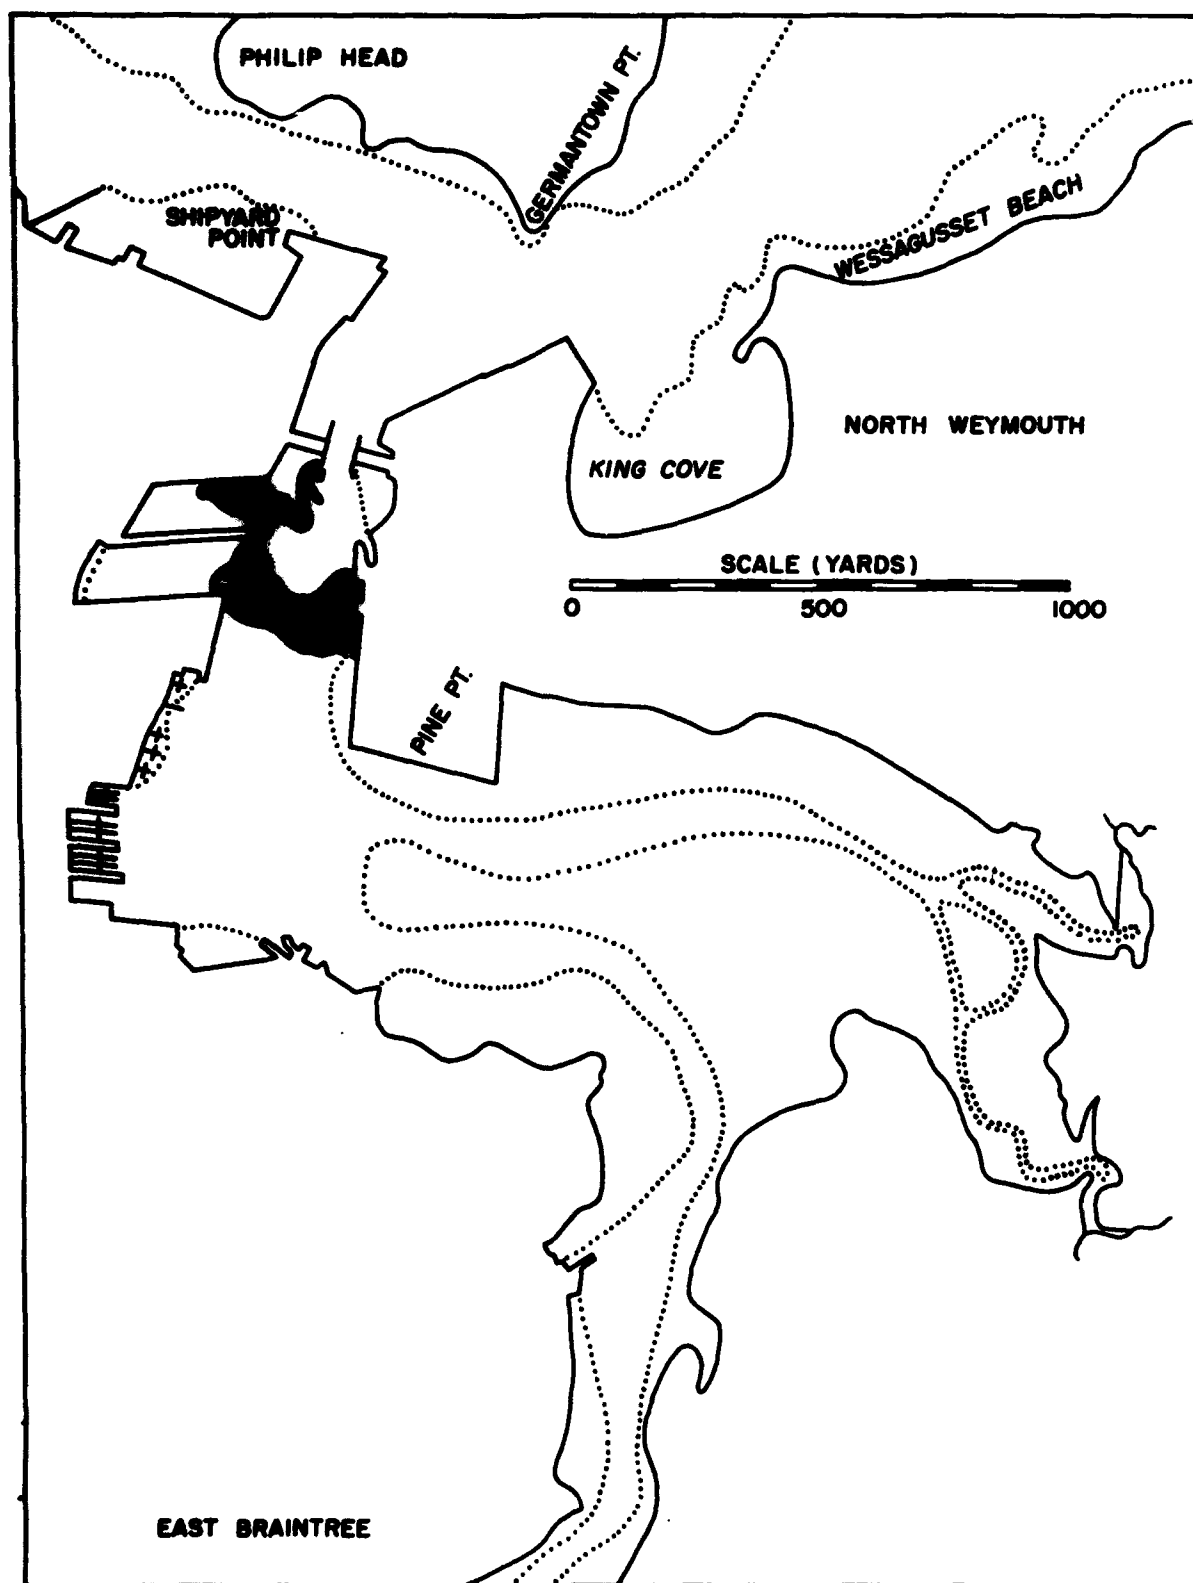 PHILIP HEAD
GERMANTOWN PT.
SHIPYARD
POINT
WESSAGUSSET BEACH
NORTH WEYMOUTH
KING COVE
SCALE (YARDS)
0 500 1000
PINE PT.
EAST BRAINTREE